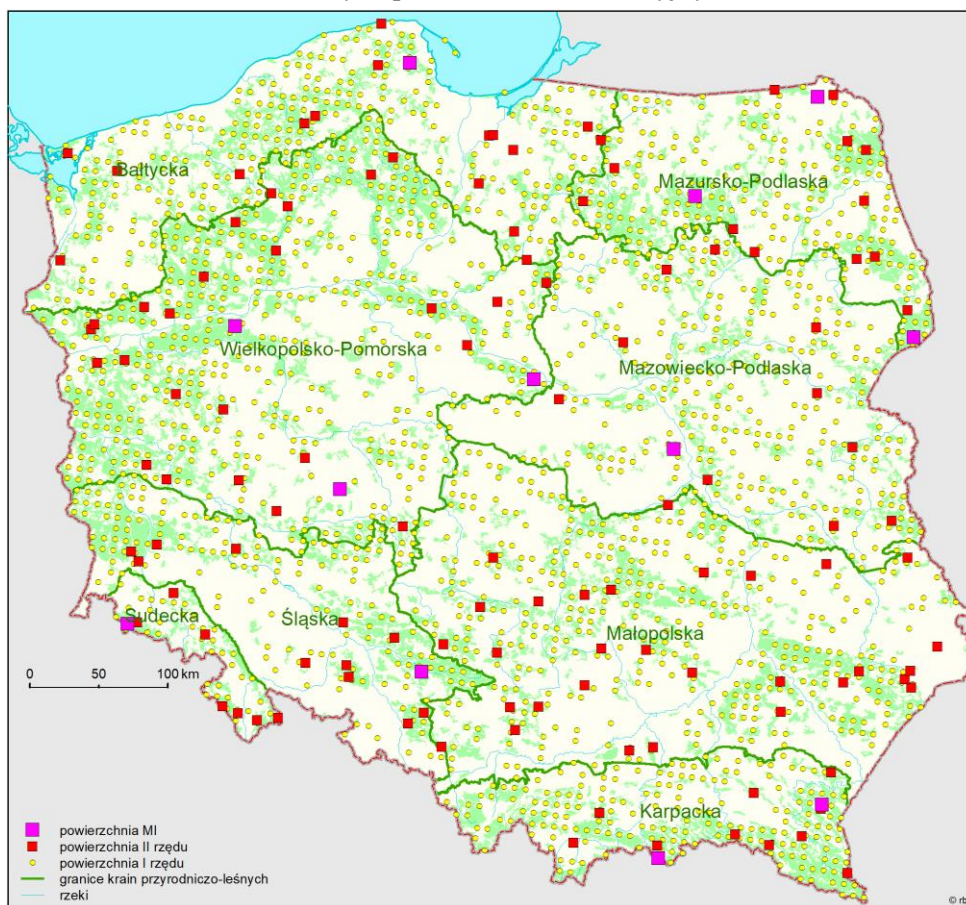 Bałtycka
Mazursko-Podlaska
Wielkopolsko-Pomorska
Mazowiecko-Podlaska
Sudecka
Śląska
Małopolska
0 50 100 km
Karpacka
powierzchnia MI
powierzchnia II rzędu
powierzchnia I rzędu
granice krain przyrodniczo-leśnych
rzeki
© rb